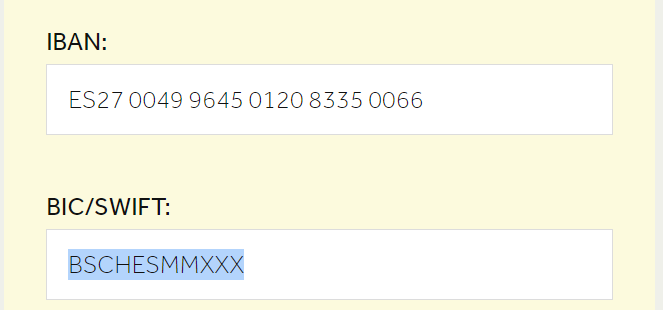 IBAN:
ES27 0049 9645 0120 8335 0066
BIC/SWIFT:
BSCHESMMXXX